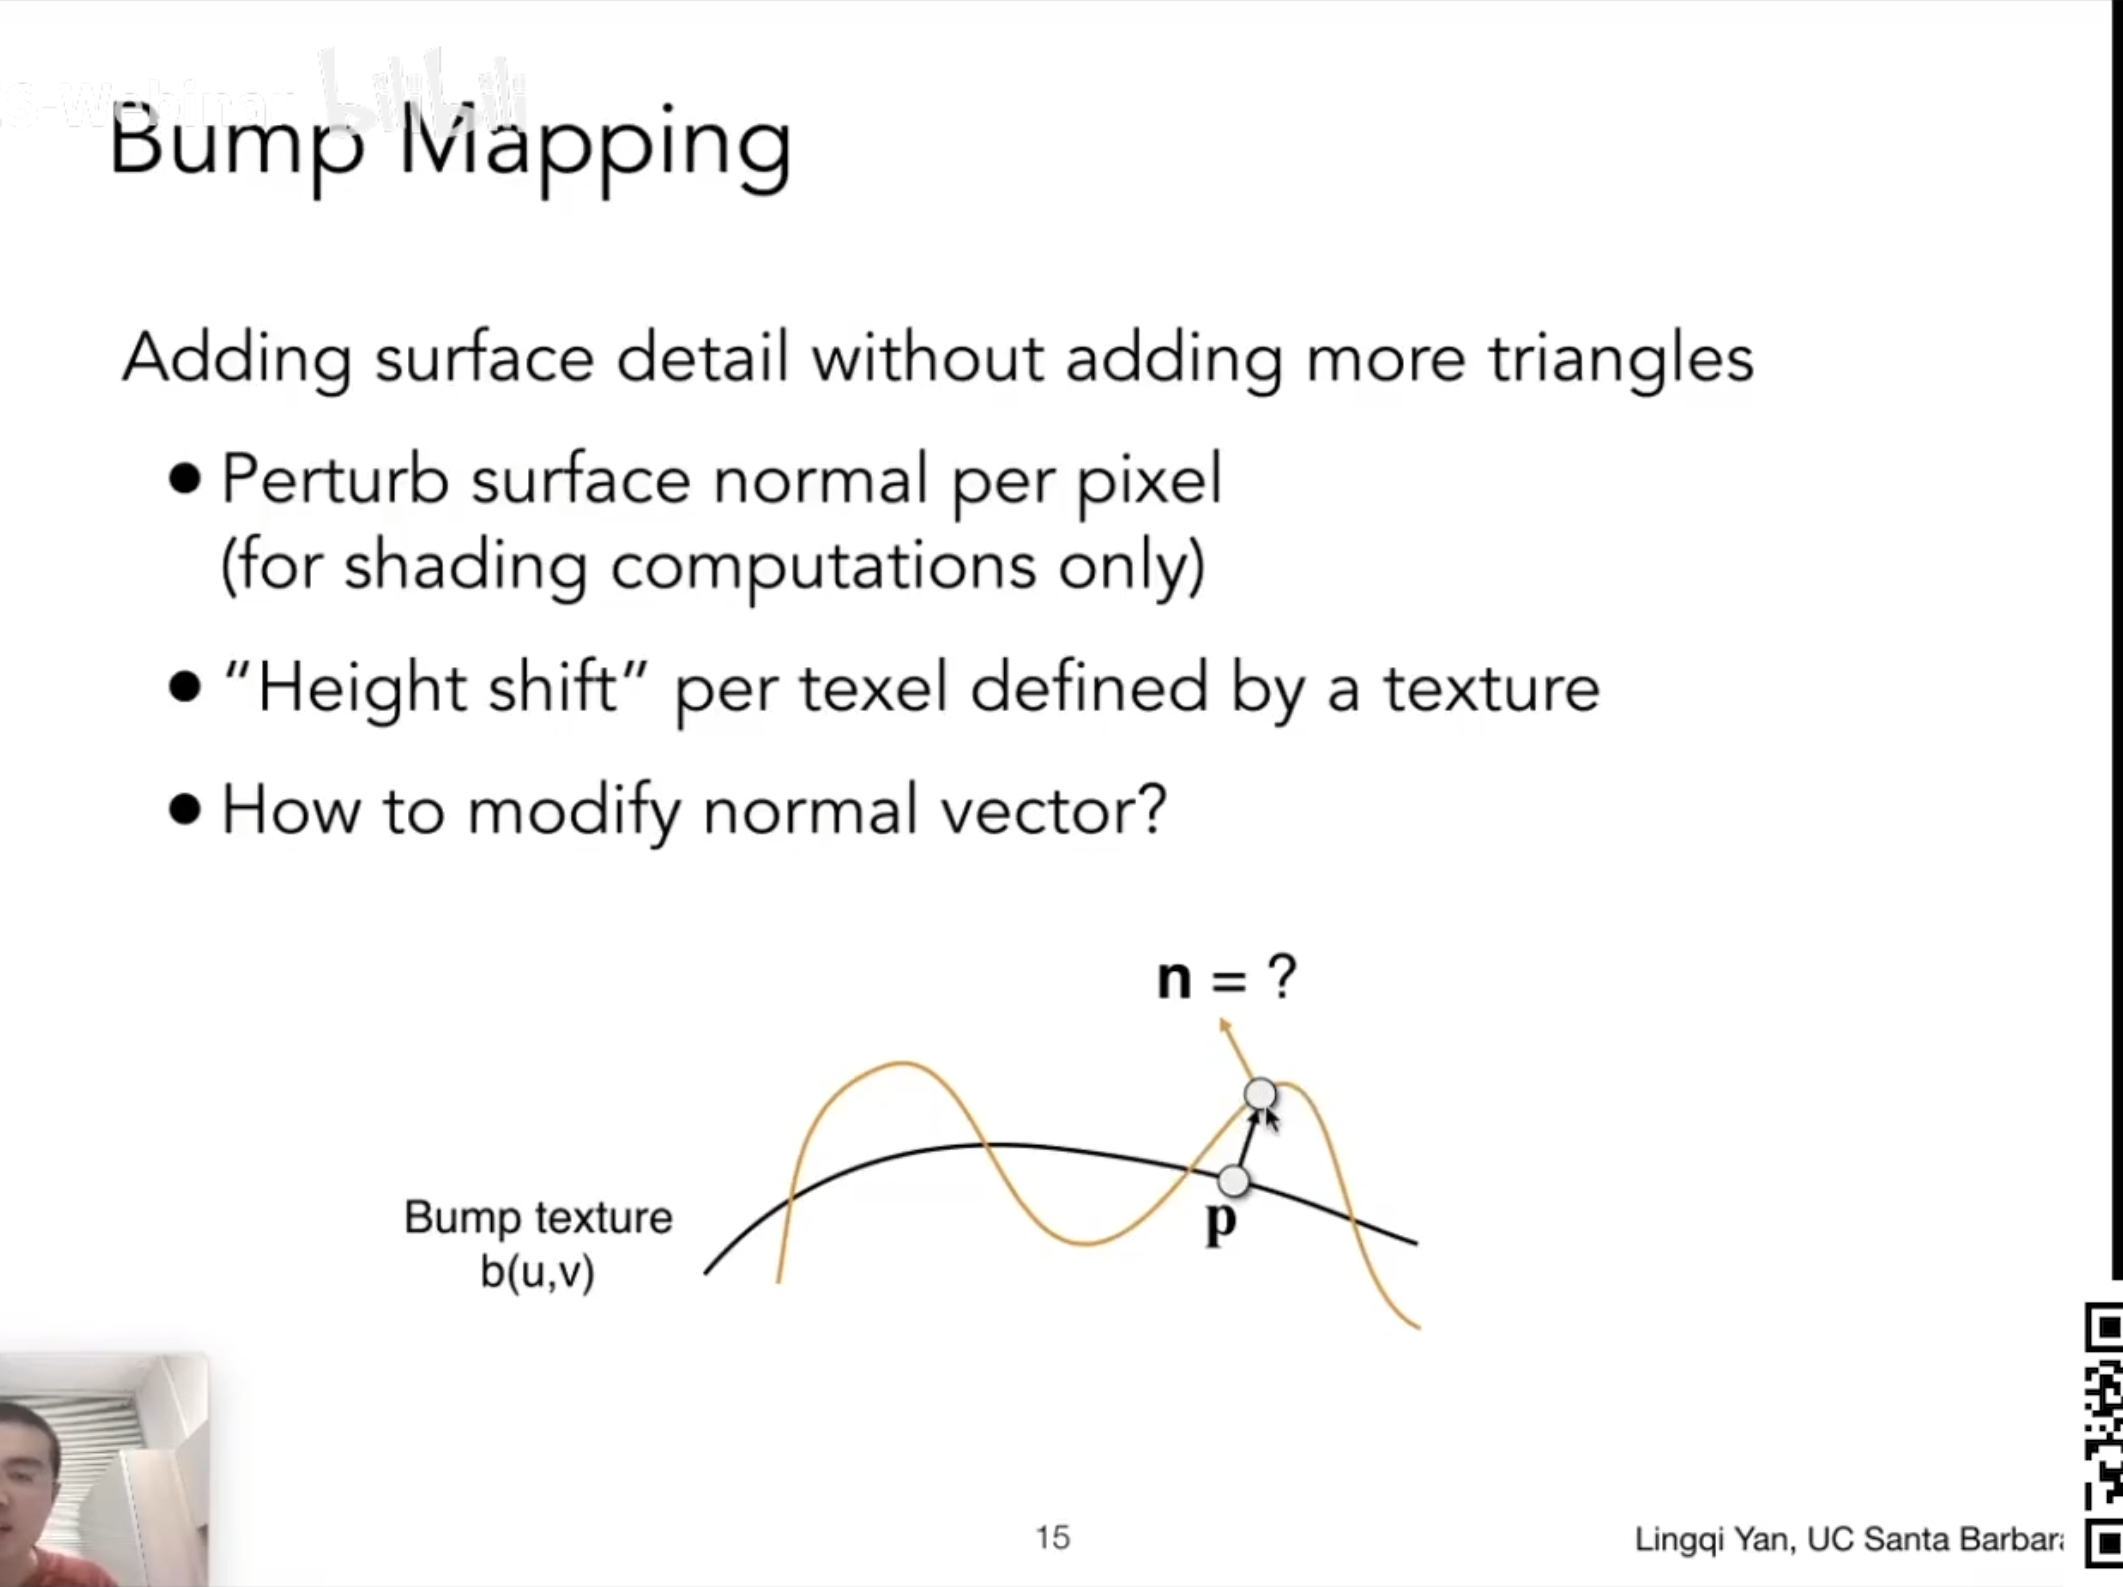 S-Webinar bilibili
Bump Mapping
Adding surface detail without adding more triangles
● Perturb surface normal per pixel
(for shading computations only)
● “Height shift” per texel defined by a texture
● How to modify normal vector?
n = ?
p
Bump texture
b(u,v)
15
Lingqi Yan, UC Santa Barbara